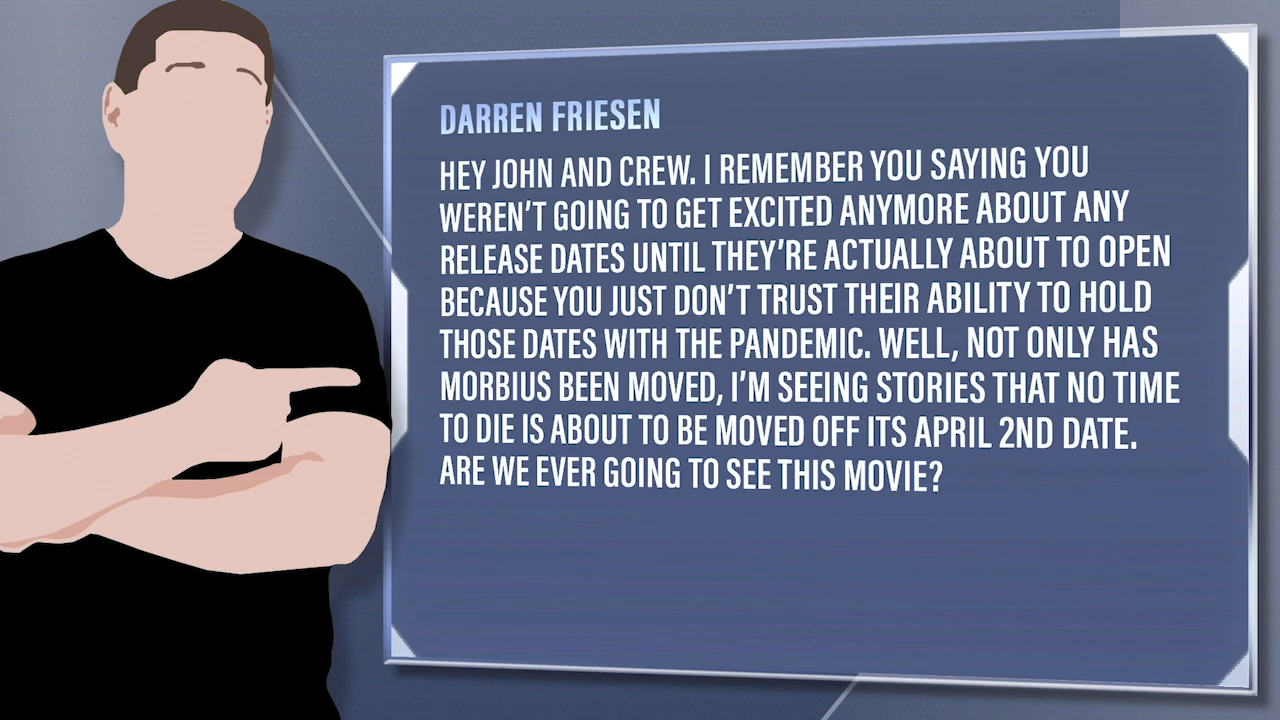 DARREN FRIESEN
HEY JOHN AND CREW. I REMEMBER YOU SAYING YOU
WEREN'T GOING TO GET EXCITED ANYMORE ABOUT ANY
RELEASE DATES UNTIL THEY'RE ACTUALLY ABOUT TO OPEN
BECAUSE YOU JUST DON'T TRUST THEIR ABILITY TO HOLD
THOSE DATES WITH THE PANDEMIC. WELL, NOT ONLY HAS
MORBIUS BEEN MOVED, I'M SEEING STORIES THAT NO TIME
TO DIE IS ABOUT TO BE MOVED OFF ITS APRIL 2ND DATE.
ARE WE EVER GOING TO SEE THIS MOVIE?